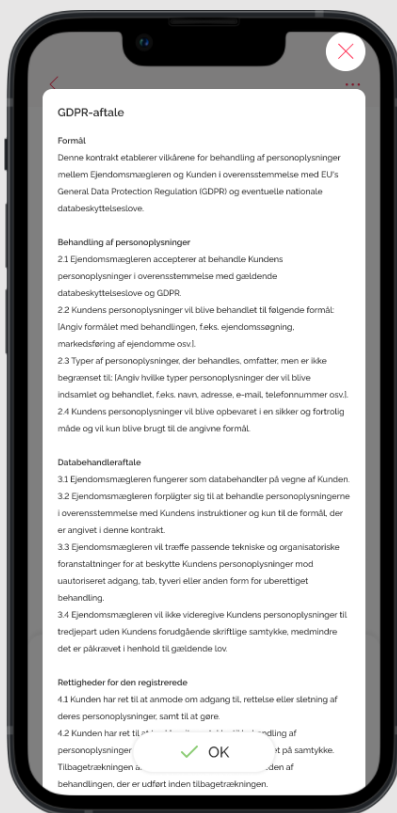 GDPR-aftale
Formål
Denne kontrakt etablerer vilkårene for behandling af personoplysninger
mellem Ejendomsmægleren og Kunden i overensstemmelse med EU's
General Data Protection Regulation (GDPR) og eventuelle nationale
databeskyttelseslove.
Behandling af personoplysninger
2.1 Ejendomsmægleren accepterer at behandle Kundens
personoplysninger i overensstemmelse med gældende
databeskyttelseslove og GDPR.
2.2 Kundens personoplysninger vil blive behandlet til følgende formål:
[Angiv formålet med behandlingen, f.eks. ejendomssøgning,
markedsføring af ejendomme osv.].
2.3 Typer af personoplysninger, der behandles, omfatter, men er ikke
begrænset til: [Angiv hvilke typer personoplysninger der vil blive
indsamlet og behandlet, f.eks. navn, adresse, e-mail, telefonnummer osv.].
2.4 Kundens personoplysninger vil blive opbevaret i en sikker og fortrolig
måde og vil kun blive brugt til de angivne formål.
Databehandleraftale
3.1 Ejendomsmægleren fungerer som databehandler på vegne af Kunden.
3.2 Ejendomsmægleren forpligter sig til at behandle personoplysningerne
i overensstemmelse med Kundens instruktioner og kun til de formål, der
er angivet i denne kontrakt.
3.3 Ejendomsmægleren vil træffe passende tekniske og organisatoriske
foranstaltninger for at beskytte Kundens personoplysninger mod
uautoriseret adgang, tab, tyveri eller anden form for uberettiget
behandling.
3.4 Ejendomsmægleren vil ikke videregive Kundens personoplysninger til
tredjepart uden Kundens forudgående skriftlige samtykke, medmindre
det er påkrævet i henhold til gældende lov.
Rettigheder for den registrerede
4.1 Kunden har ret til at anmode om adgang til, rettelse eller sletning af
deres personoplysninger, samt til at gøre.
4.2 Kunden har ret til
personoplysninger på samtykke.
OK
Tilbagetrækningen af
behandlingen, der er udført inden tilbagetrækningen.